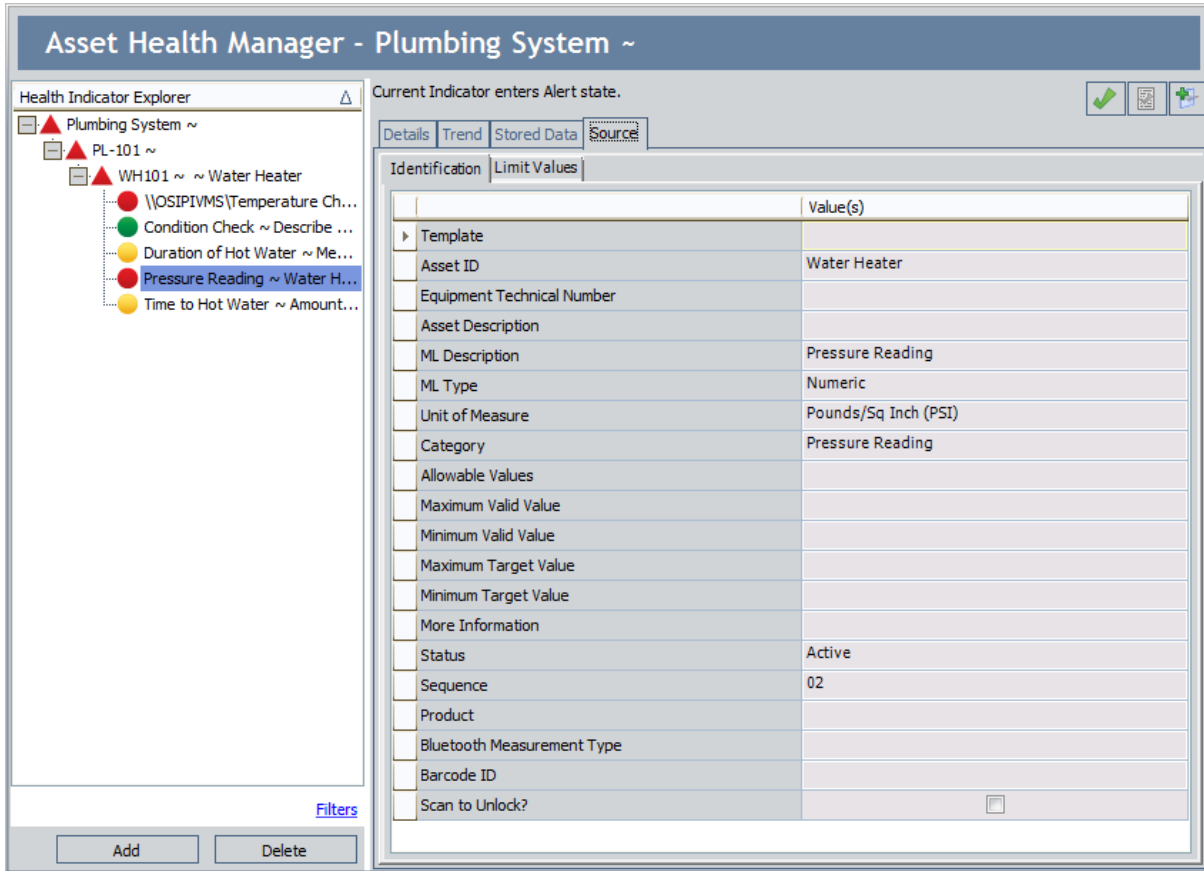 Asset Health Manager - Plumbing System ~
Health Indicator Explorer
Plumbing System ~
PL-101 ~
WH101 ~ ~ Water Heater
\\OSIPIVMS\Temperature Ch...
Condition Check ~ Describe ...
Duration of Hot Water ~ Me...
Pressure Reading ~ Water H...
Time to Hot Water ~ Amount...
Filters
Add Delete
Current Indicator enters Alert state.
Details Trend Stored Data Source
Identification Limit Values
Value(s)
Template
Asset ID Water Heater
Equipment Technical Number
Asset Description
ML Description Pressure Reading
ML Type Numeric
Unit of Measure Pounds/Sq Inch (PSI)
Category Pressure Reading
Allowable Values
Maximum Valid Value
Minimum Valid Value
Maximum Target Value
Minimum Target Value
More Information
Status Active
Sequence 02
Product
Bluetooth Measurement Type
Barcode ID
Scan to Unlock?